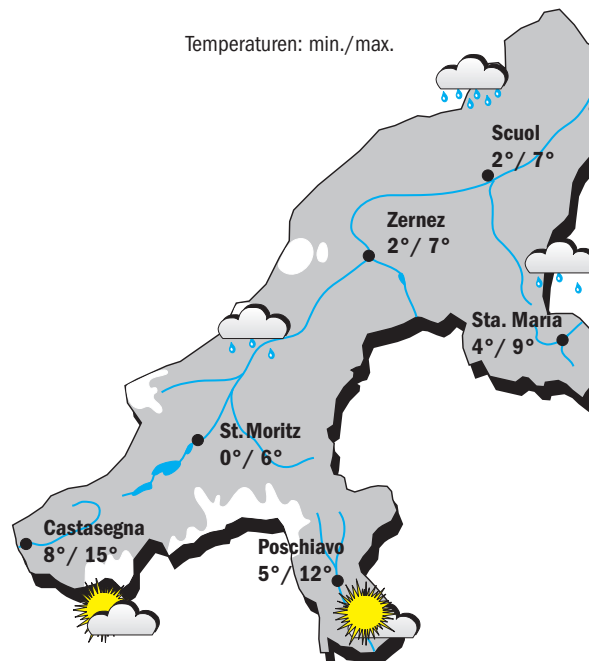 Temperaturen: min./max.
Scuol
2°/ 7°
Zernez
2°/ 7°
Sta. Maria
4°/ 9°
St. Moritz
0°/ 6°
Castasegna
8°/ 15°
Poschiavo
5°/ 12°